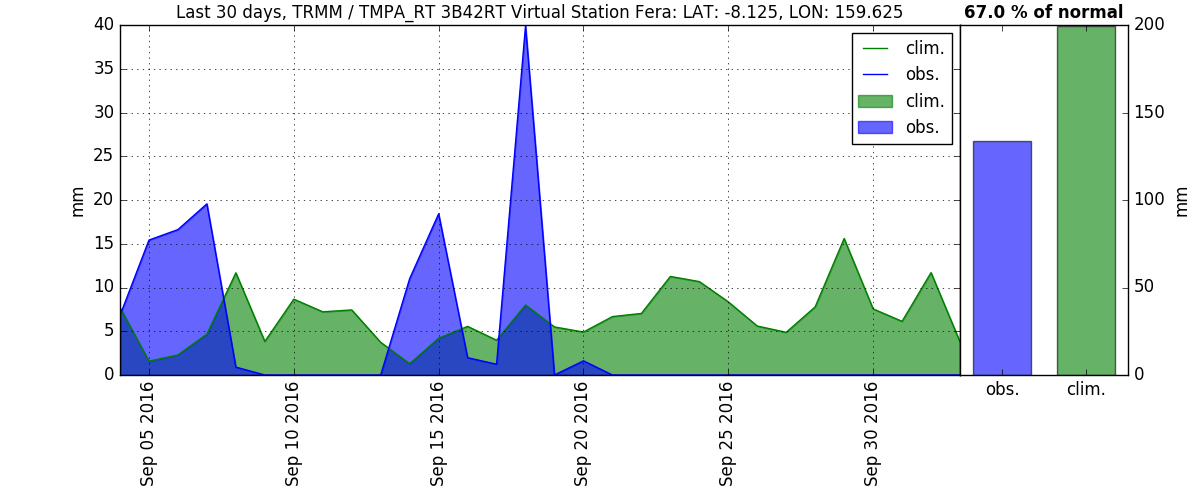 Last 30 days, TRMM / TMPA_RT 3B42RT Virtual Station Fera: LAT: -8.125, LON: 159.625
67.0 % of normal
mm
40
35
30
25
20
15
10
5
0
clim.
obs.
clim.
obs.
200
150
100
50
0
mm
Sep 05 2016
Sep 10 2016
Sep 15 2016
Sep 20 2016
Sep 25 2016
Sep 30 2016
obs.
clim.